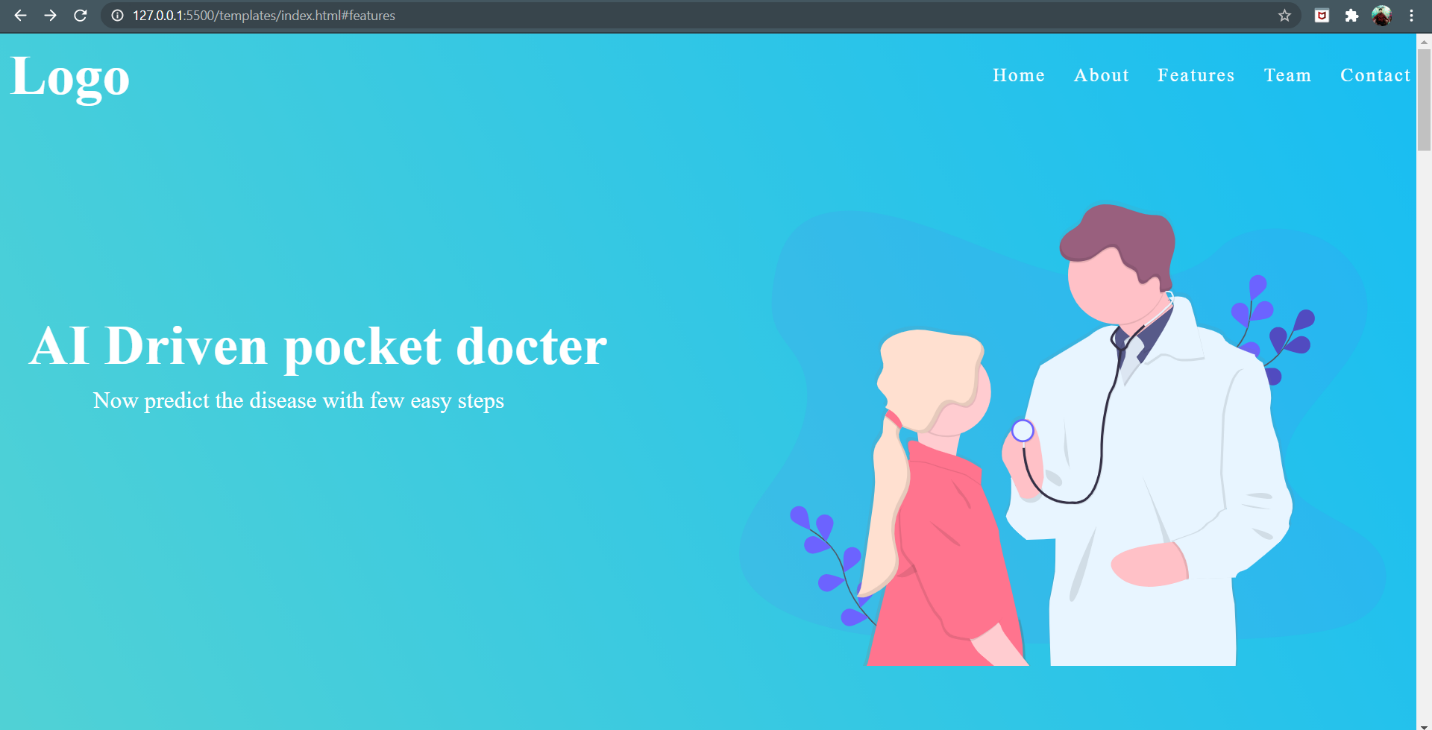 127.0.0.1:5500/templates/index.html#features
Logo
Home About Features Team Contact
AI Driven pocket docter
Now predict the disease with few easy steps